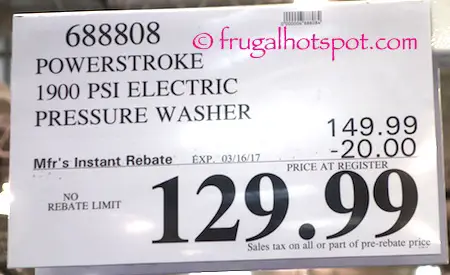 688808
© frugalhotspot.com
POWERSTROKE
1900 PSI ELECTRIC
PRESSURE WASHER
149.99
Mfr's Instant Rebate EXP. 03/16/17 -20.00
PRICE AT REGISTER
NO
REBATE LIMIT
129.99
Sales tax on all or part of pre-rebate price